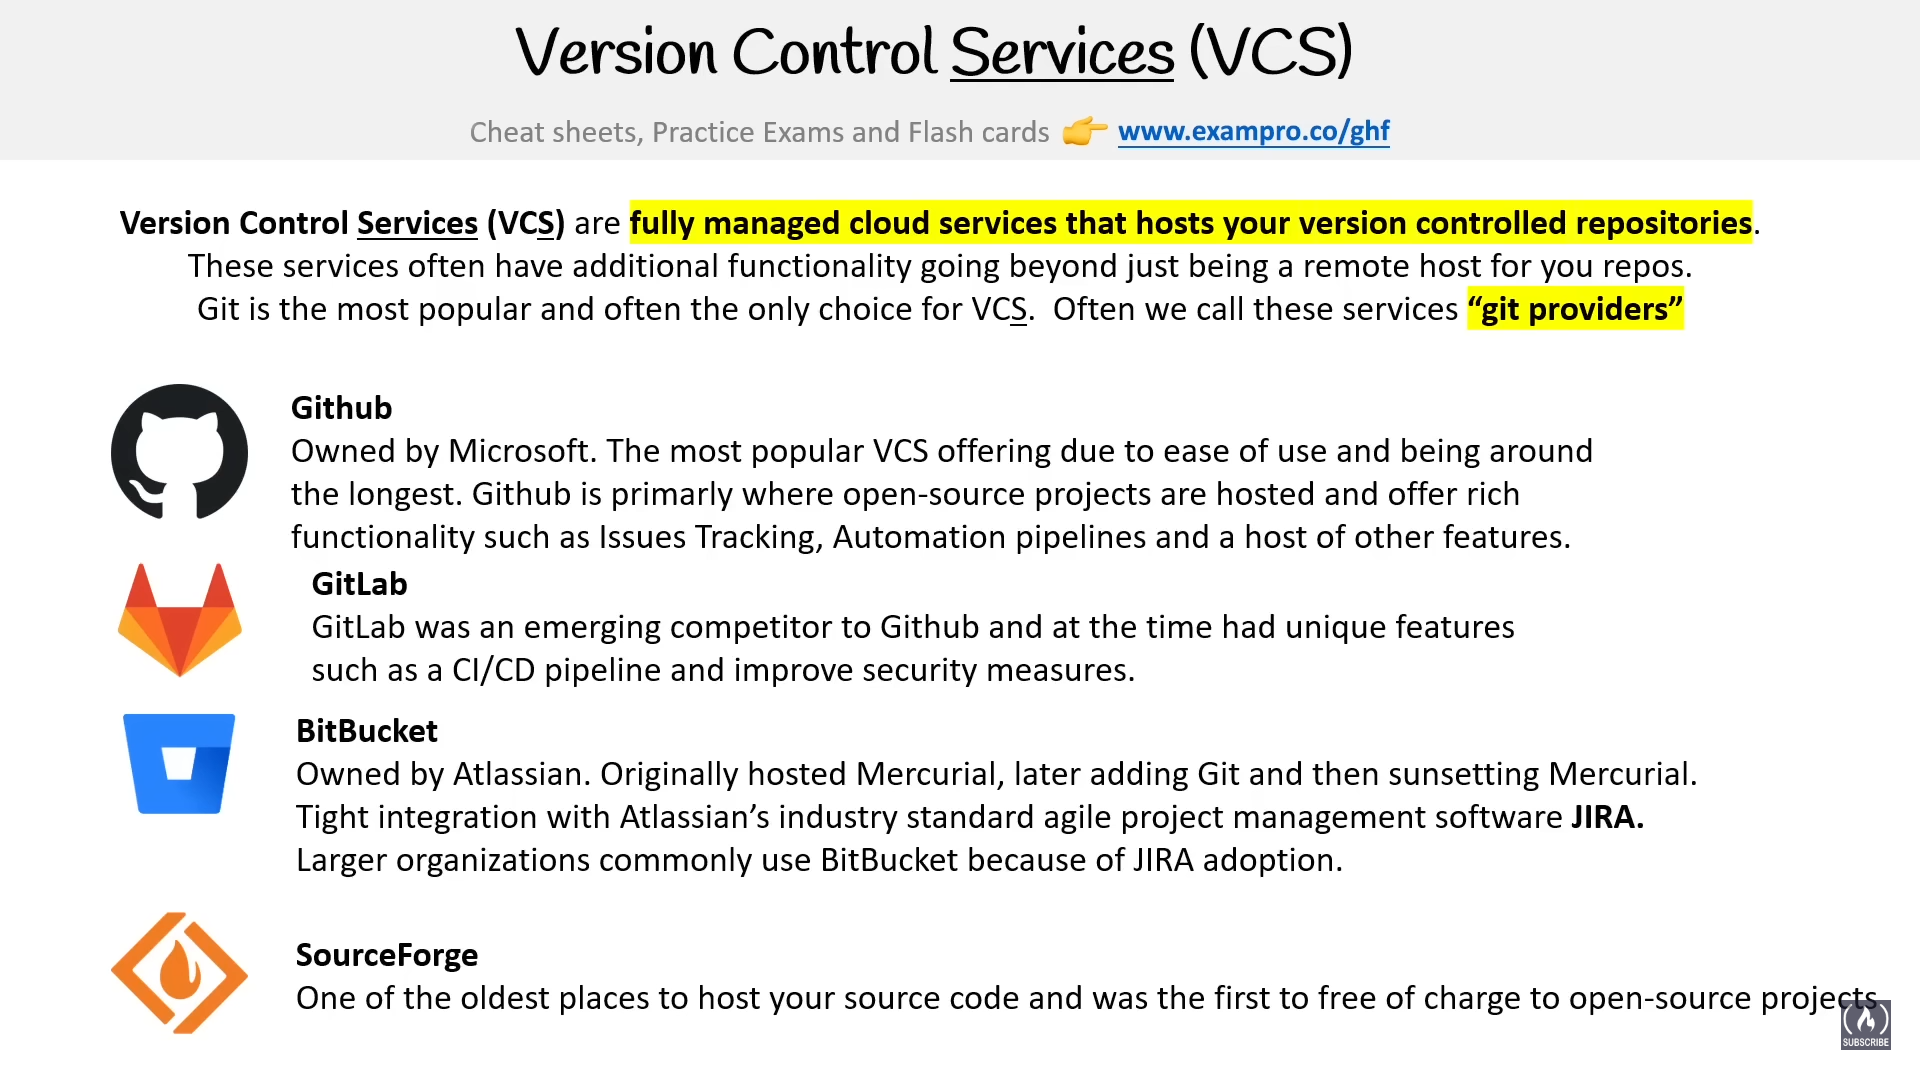 Version Control Services (VCS)
Cheat sheets, Practice Exams and Flash cards 👉 www.exampro.co/ghf
Version Control Services (VCS) are fully managed cloud services that hosts your version controlled repositories.
These services often have additional functionality going beyond just being a remote host for you repos.
Git is the most popular and often the only choice for VCS. Often we call these services “git providers”
Github
Owned by Microsoft. The most popular VCS offering due to ease of use and being around
the longest. Github is primarly where open-source projects are hosted and offer rich
functionality such as Issues Tracking, Automation pipelines and a host of other features.
GitLab
GitLab was an emerging competitor to Github and at the time had unique features
such as a CI/CD pipeline and improve security measures.
BitBucket
Owned by Atlassian. Originally hosted Mercurial, later adding Git and then sunsetting Mercurial.
Tight integration with Atlassian’s industry standard agile project management software JIRA.
Larger organizations commonly use BitBucket because of JIRA adoption.
SourceForge
One of the oldest places to host your source code and was the first to free of charge to open-source projects
SUBSCRIBE